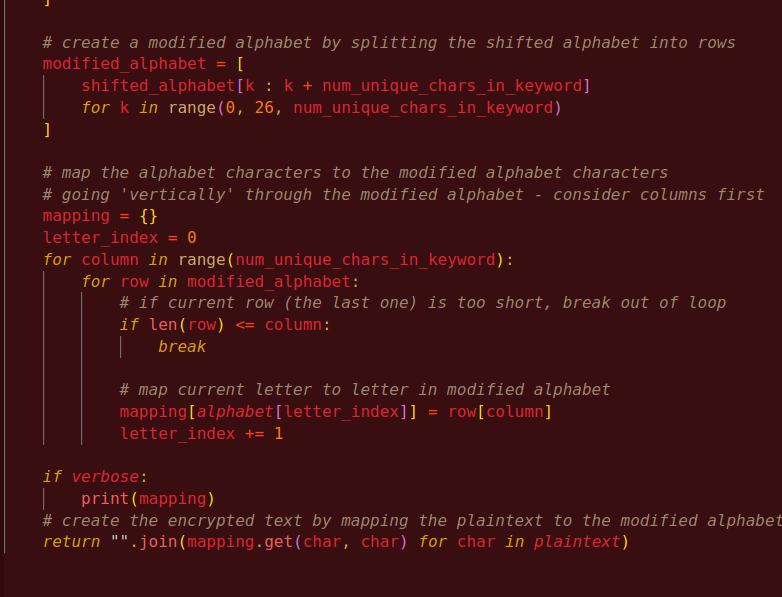 ]
# create a modified alphabet by splitting the shifted alphabet into rows
modified_alphabet = [
    shifted_alphabet[k : k + num_unique_chars_in_keyword]
    for k in range(0, 26, num_unique_chars_in_keyword)
]
# map the alphabet characters to the modified alphabet characters
# going 'vertically' through the modified alphabet - consider columns first
mapping = {}
letter_index = 0
for column in range(num_unique_chars_in_keyword):
    for row in modified_alphabet:
        # if current row (the last one) is too short, break out of loop
        if len(row) <= column:
            break
        # map current letter to letter in modified alphabet
        mapping[alphabet[letter_index]] = row[column]
        letter_index += 1
if verbose:
    print(mapping)
# create the encrypted text by mapping the plaintext to the modified alphabet
return "".join(mapping.get(char, char) for char in plaintext)